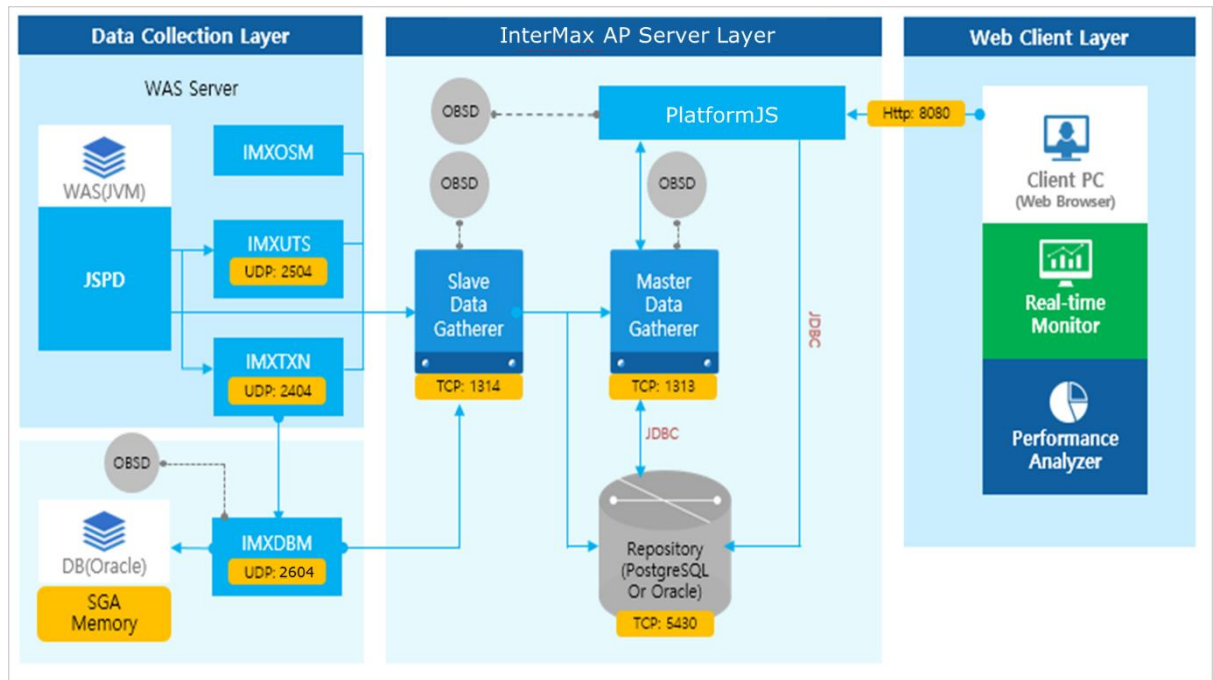 Data Collection Layer
WAS Server
WAS(JVM)
JSPD
IMXOSM
IMXUTS
UDP: 2504
IMXTXN
UDP: 2404
OBSD
DB(Oracle)
SGA
Memory
IMXDBM
UDP: 2604
InterMax AP Server Layer
OBSD
PlatformJS
OBSD
OBSD
Slave
Data
Gatherer
TCP: 1314
Master
Data
Gatherer
TCP: 1313
JDBC
JDBC
Repository
(PostgreSQL
Or Oracle)
TCP: 5430
Http: 8080
Web Client Layer
Client PC
(Web Browser)
Real-time
Monitor
Performance
Analyzer